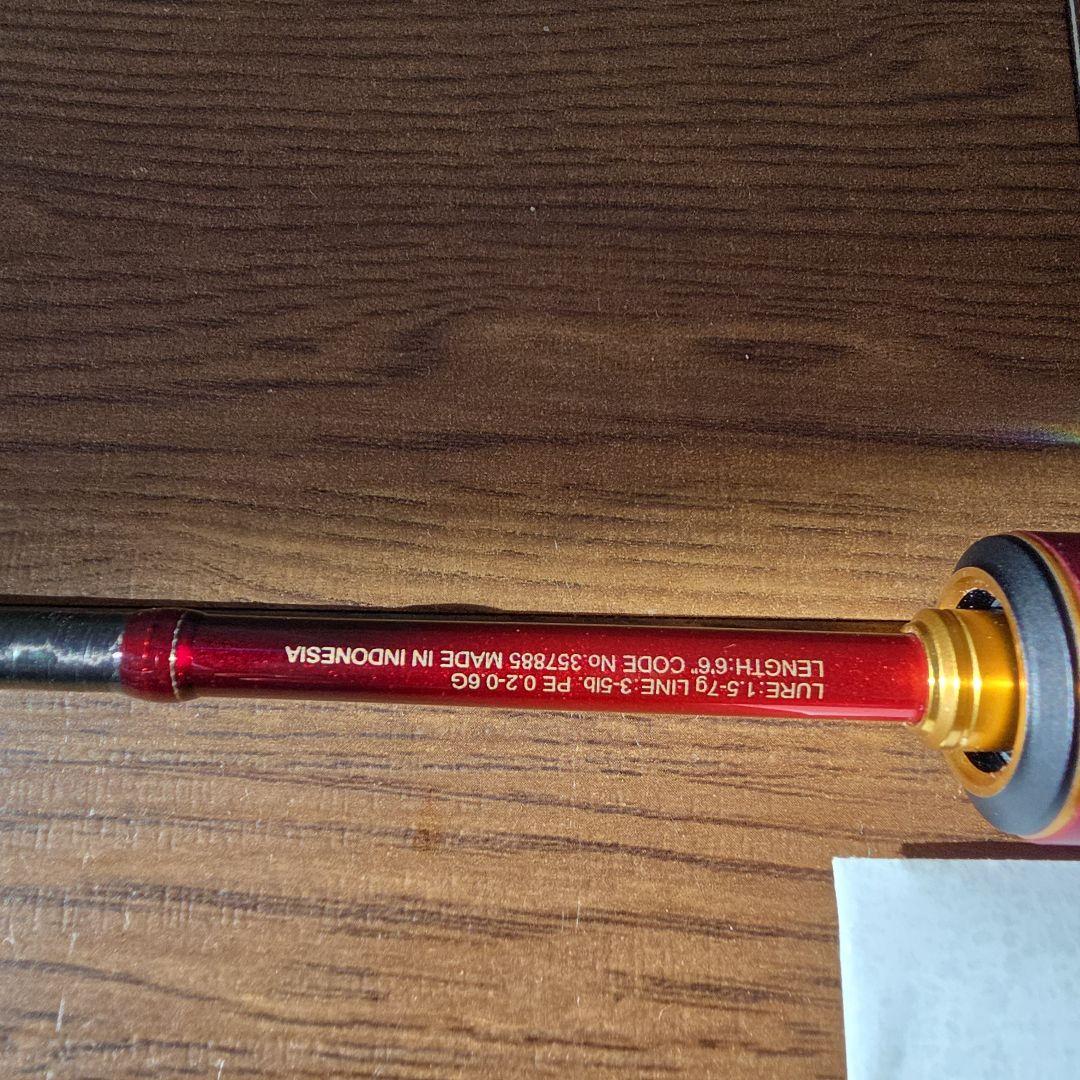 LURE:1.5-7g LINE:3-5lb. PE 0.2-0.6G
LENGTH:6'6" CODE No.357885 MADE IN INDONESIA